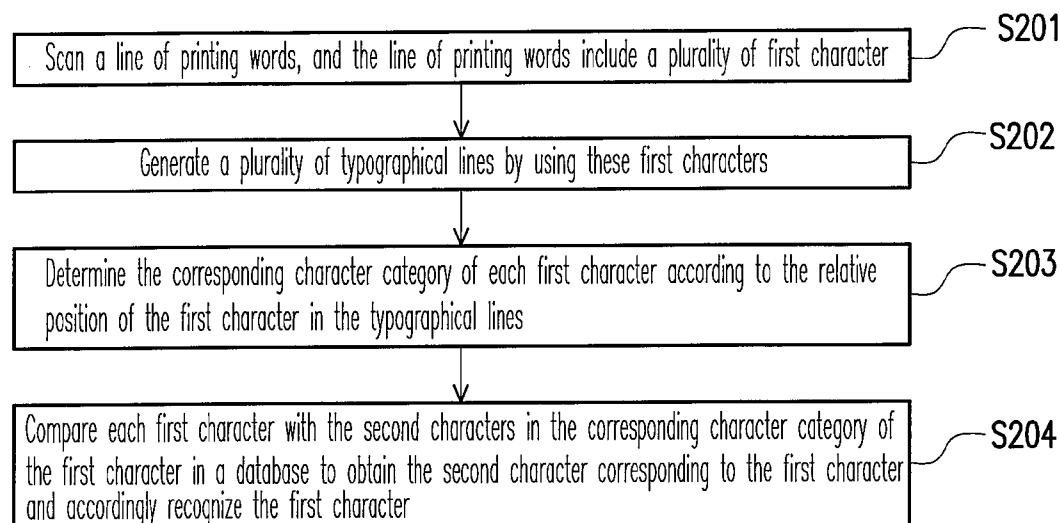 S201
Scan a line of printing words, and the line of printing words include a plurality of first character
S202
Generate a plurality of typographical lines by using these first characters
S203
Determine the corresponding character category of each first character according to the relative
position of the first character in the typographical lines
S204
Compare each first character with the second characters in the corresponding character category of
the first character in a database to obtain the second character corresponding to the first character
and accordingly recognize the first character